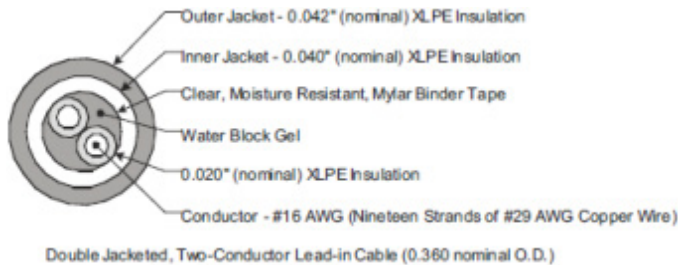 Outer Jacket - 0.042" (nominal) XLPE Insulation
Inner Jacket - 0.040" (nominal) XLPE Insulation
Clear, Moisture Resistant, Mylar Binder Tape
Water Block Gel
0.020" (nominal) XLPE Insulation
Conductor - #16 AWG (Nineteen Strands of #29 AWG Copper Wire)
Double Jacketed, Two-Conductor Lead-in Cable (0.360 nominal O.D.)